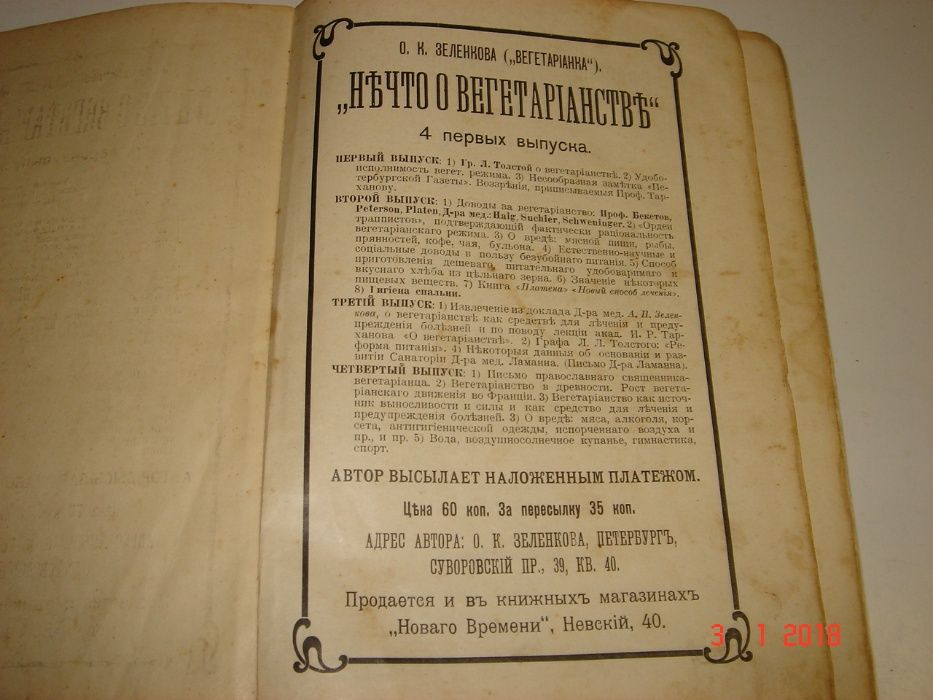 О. К. ЗЕЛЕНКОВА („ВЕГЕТАРІАНКА“).
„НѢЧТО О ВЕГЕТАРІАНСТВѢ“
4 первыхъ выпуска.
ПЕРВЫЙ ВЫПУСК: 1) Гр. Л. Толстой о вегетаріанствѣ. 2) Удобо-
исполнимость вегет. режима. 3) Несообразная замѣтка «Пе-
тербургской Газеты». Воззрѣнія, приписываемыя Проф. Тар-
ханову.
ВТОРОЙ ВЫПУСК: 1) Доводы за вегетаріанство: Проф. Бекетов,
Peterson, Platen, Д-ра мед.: Haig, Suchler, Schweninger. 2) «Орден
траппистов», подтверждающій фактически раціональность
вегетаріанскаго режима. 3) О вредѣ: мясной пищи, рыбы,
пряностей, кофе, чая, бульона. 4) Естественно-научные и
соціальные доводы в пользу безубойнаго питанія. 5) Способ
приготовленія дешеваго, питательнаго удобоваримаго и
вкуснаго хлѣба из цѣльнаго зерна. 6) Значеніе нѣкоторых
пищевых веществ. 7) Книга «Платена» «Новый способ леченія».
8) Гигіена спальни.
ТРЕТІЙ ВЫПУСК: 1) Извлеченіе из доклада Д-ра мед. А. П. Зелен-
кова, о вегетаріанствѣ как средствѣ для лѣченія и преду-
прежденія болѣзней и по поводу лекціи акад. И. Р. Тар-
ханова «О вегетаріанствѣ». 2) Графа Л. Л. Толстого: «Ре-
форма питанія». 4) Нѣкоторыя данныя об основаніи и раз-
витіи Санаторіи Д-ра мед. Ламанна. (Письмо Д-ра Ламанна).
ЧЕТВЕРТЫЙ ВЫПУСК: 1) Письмо православнаго священника-
вегетаріанца. 2) Вегетаріанство в древности. Рост вегета-
ріанскаго движенія во Франціи. 3) Вегетаріанство как источ-
ник выносливости и силы и как средство для лѣченія и
предупрежденія болѣзней. 3) О вредѣ: мяса, алкоголя, кор-
сета, антигигіенической одежды, испорченнаго воздуха и
пр., и пр. 5) Вода, воздушносолнечное купанье, гимнастика,
спорт.
АВТОР ВЫСЫЛАЕТ НАЛОЖЕННЫМ ПЛАТЕЖОМ.
Цѣна 60 коп. За пересылку 35 коп.
АДРЕС АВТОРА: О. К. ЗЕЛЕНКОВА, ПЕТЕРБУРГЪ,
СУВОРОВСКІЙ ПР., 39, КВ. 40.
Продается и въ книжныхъ магазинахъ
„Новаго Времени“, Невскій, 40.
3 1 2018